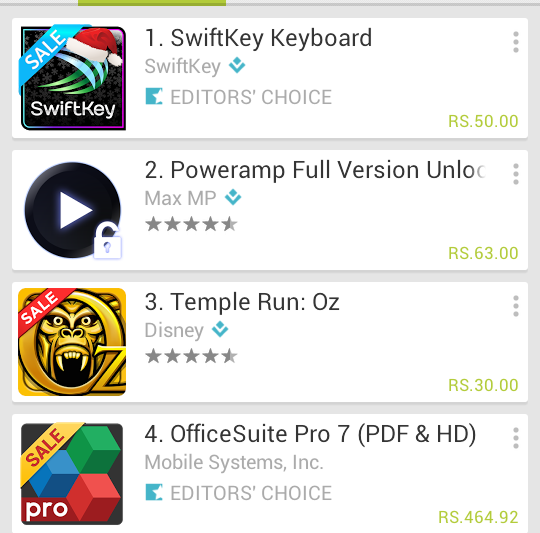 SALE
SwiftKey
1. SwiftKey Keyboard
SwiftKey
EDITORS' CHOICE
RS.50.00
2. Poweramp Full Version Unloc
Max MP
RS.63.00
SALE
Oz
3. Temple Run: Oz
Disney
RS.30.00
SALE
pro
4. OfficeSuite Pro 7 (PDF & HD)
Mobile Systems, Inc.
EDITORS' CHOICE
RS.464.92